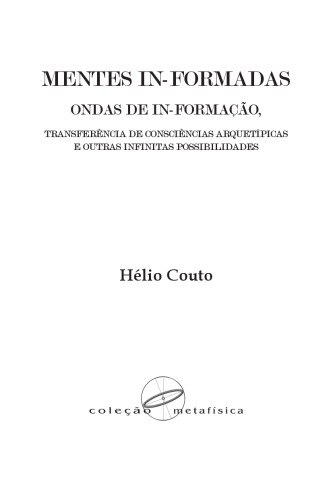 MENTES IN-FORMADAS
ONDAS DE IN-FORMAÇÃO,
TRANSFERÊNCIA DE CONSCIÊNCIAS ARQUETÍPICAS
E OUTRAS INFINITAS POSSIBILIDADES
Hélio Couto
coleção metafísica